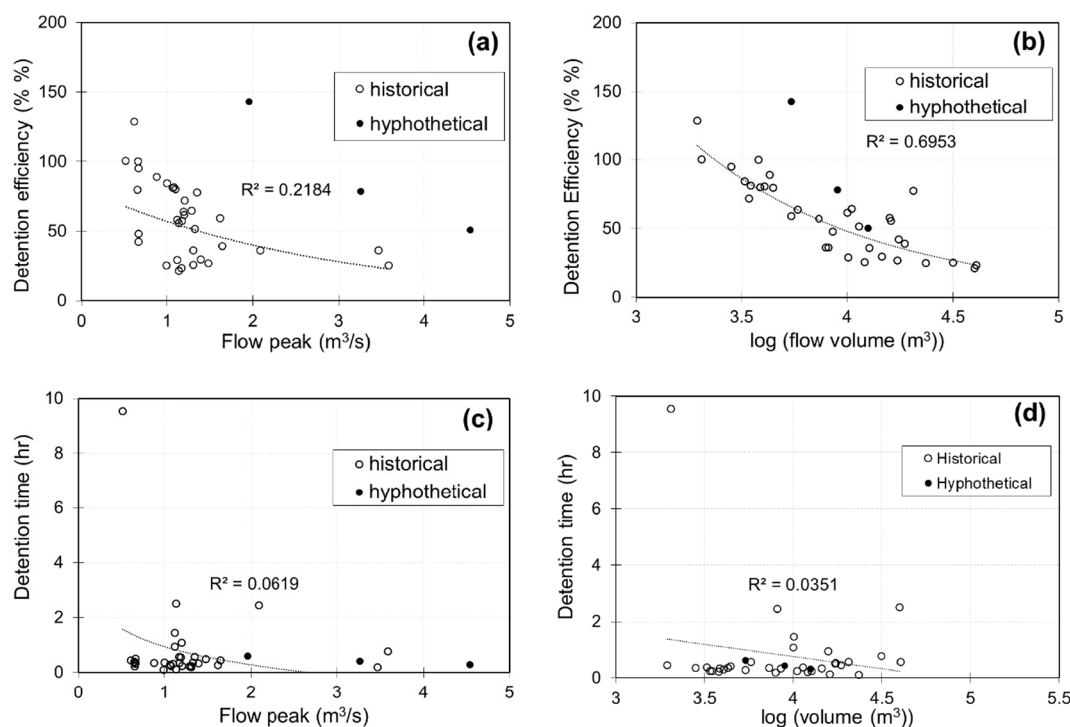 (a)
Detention efficiency (% %)
200
150
100
50
0
historical
hyphothetical
R² = 0.2184
0 1 2 3 4 5
Flow peak (m³/s)
(b)
Detention Efficiency (% %)
200
150
100
50
0
historical
hyphothetical
R² = 0.6953
3 3.5 4 4.5 5
log (flow volume (m³))
(c)
Detention time (hr)
10
8
6
4
2
0
historical
hyphothetical
R² = 0.0619
0 1 2 3 4 5
Flow peak (m³/s)
(d)
Detention time (hr)
10
8
6
4
2
0
Historical
Hyphothetical
R² = 0.0351
3 3.5 4 4.5 5 5.5
log (volume (m³)